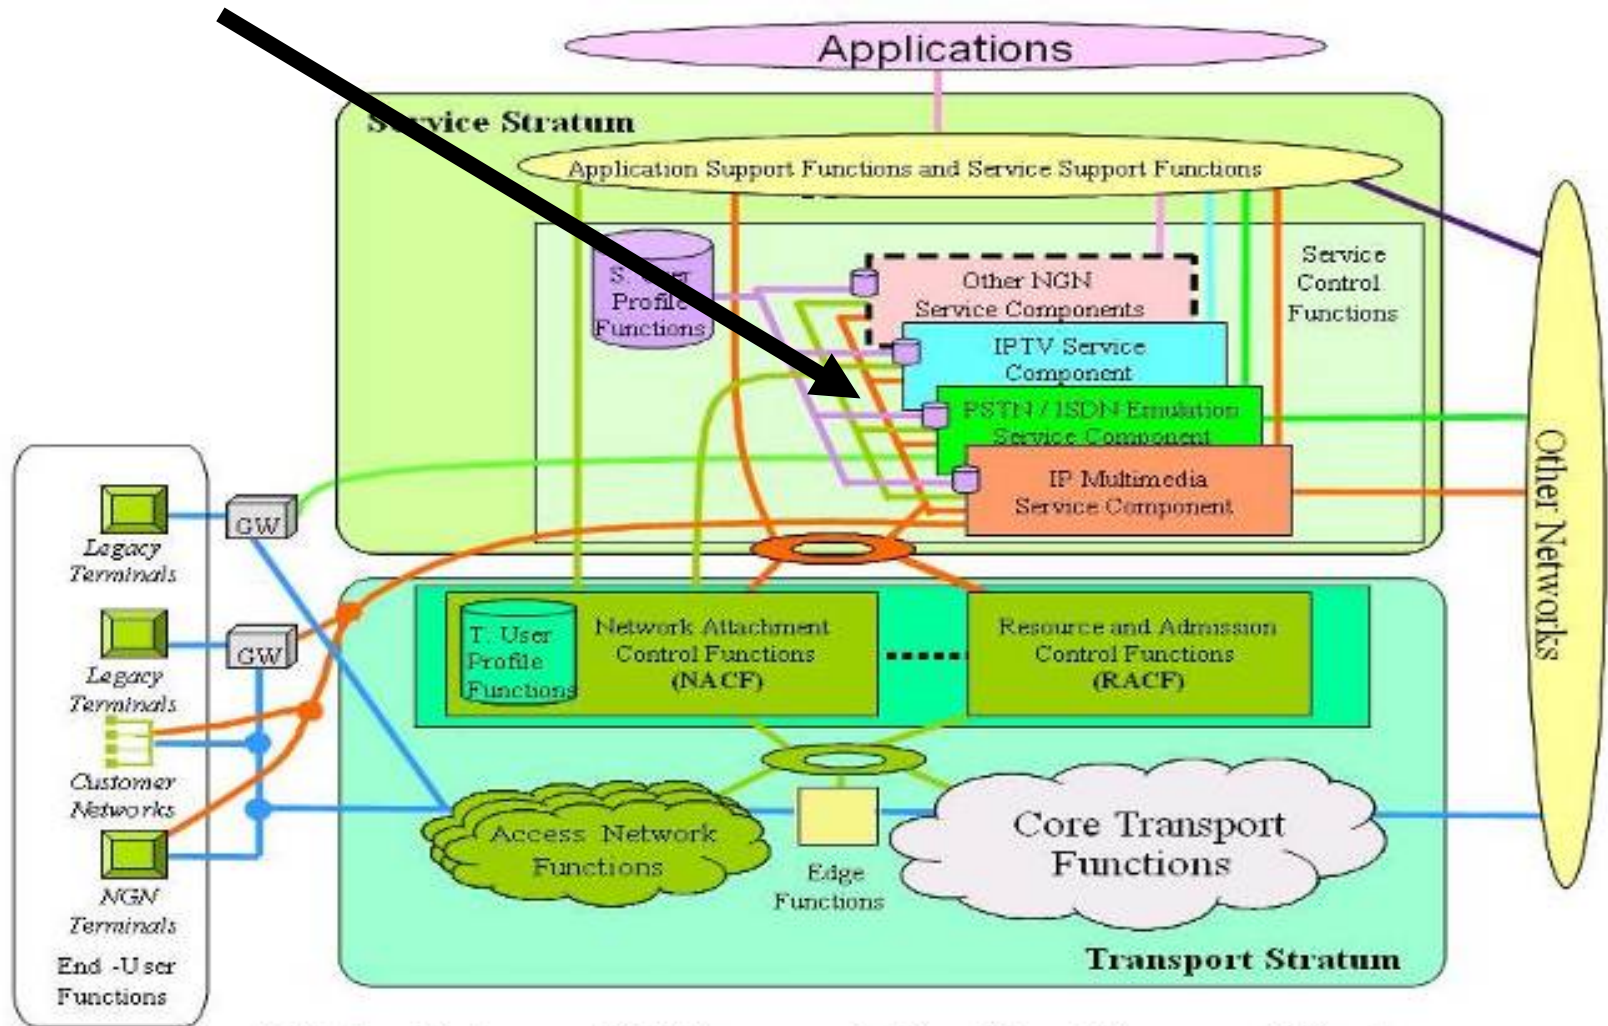 Applications
Service Stratum
Application Support Functions and Service Support Functions
S. User
Profile
Functions
Other NGN
Service Components
Service
Control
Functions
IPTV Service
Component
PSTN / ISDN Emulation
Service Component
IP Multimedia
Service Component
Other Networks
GW
Legacy
Terminals
GW
Legacy
Terminals
Customer
Networks
NGN
Terminals
End -User
Functions
T. User
Profile
Functions
Network Attachment
Control Functions
(NACF)
Resource and Admission
Control Functions
(RACF)
Access Network
Functions
Edge
Functions
Core Transport
Functions
Transport Stratum